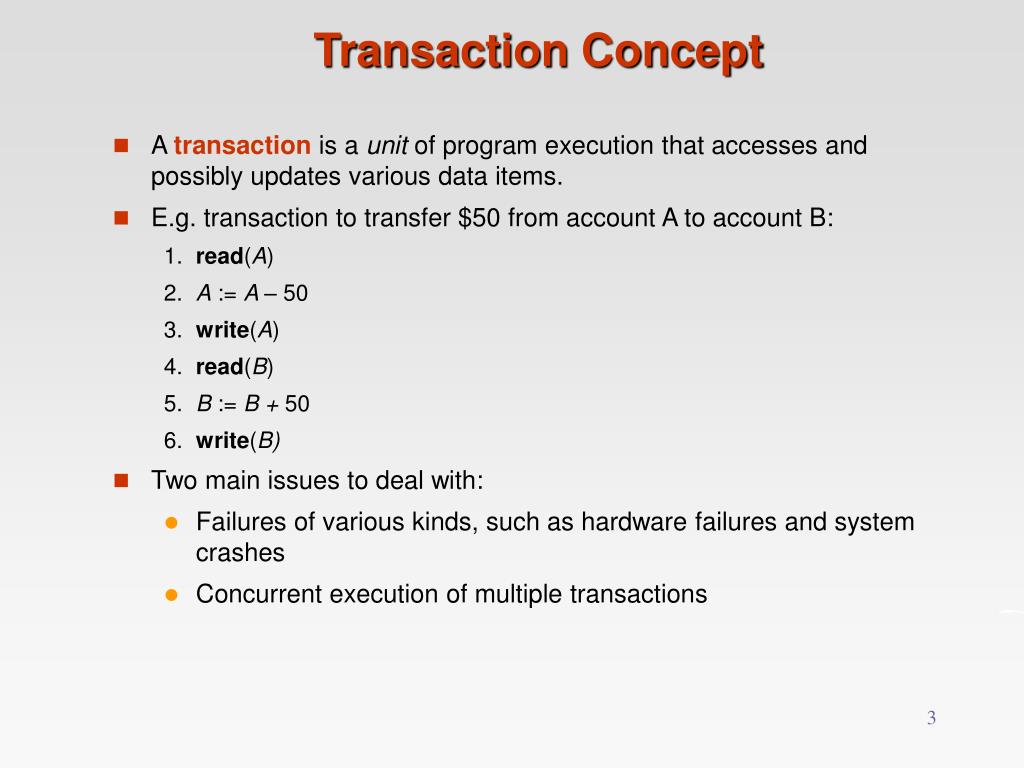 Transaction Concept
A transaction is a unit of program execution that accesses and
possibly updates various data items.
E.g. transaction to transfer $50 from account A to account B:
1. read(A)
2. A := A – 50
3. write(A)
4. read(B)
5. B := B + 50
6. write(B)
Two main issues to deal with:
Failures of various kinds, such as hardware failures and system
crashes
Concurrent execution of multiple transactions
3